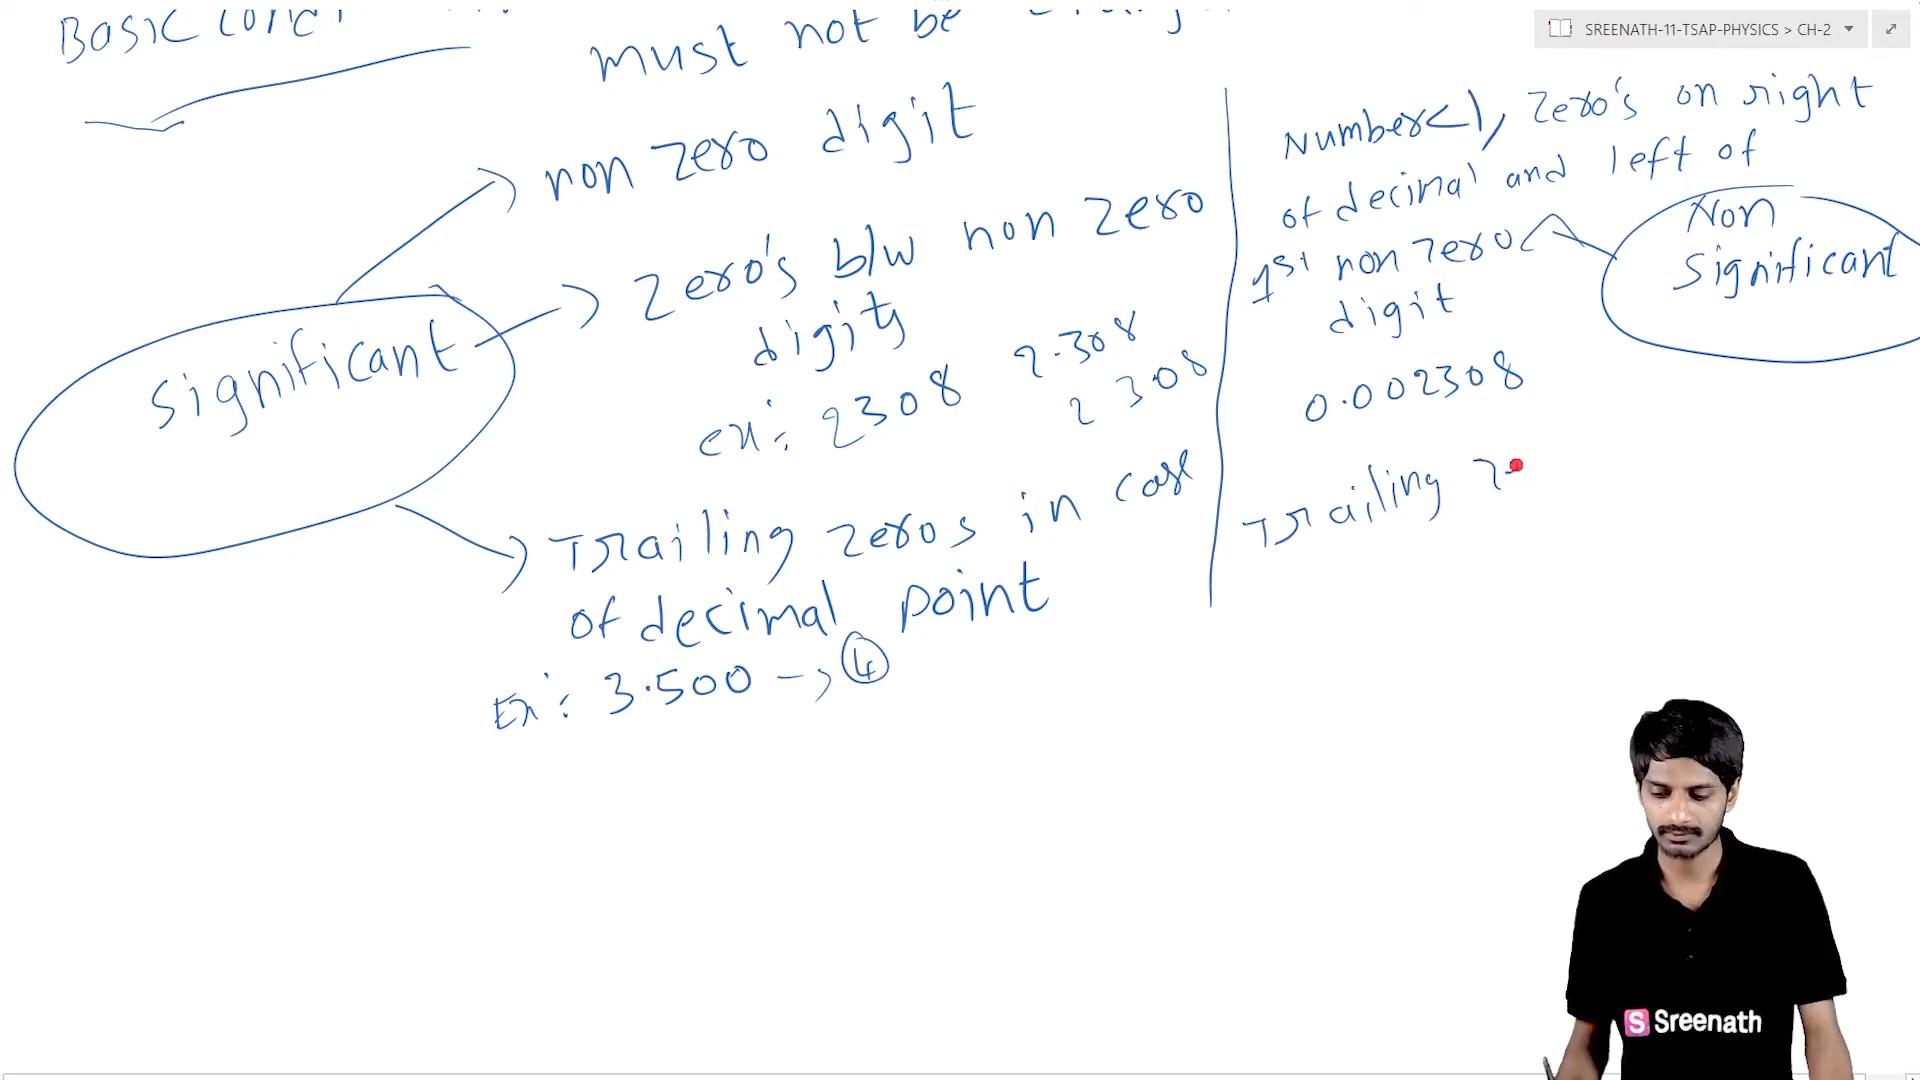 Basic
must not be
SREENATH-11-TSAP-PHYSICS > CH-2
non zero digit
zero's b/w non zero
digits
ex: 2308 2.308
2 3.08
Significant
Trailing zeros in case
of decimal point
Ex: 3.500 → 4
Number<1, zero's on right
of decimal and left of
1st non zero
digit
Non
Significant
0.002308
Trailing
S Sreenath